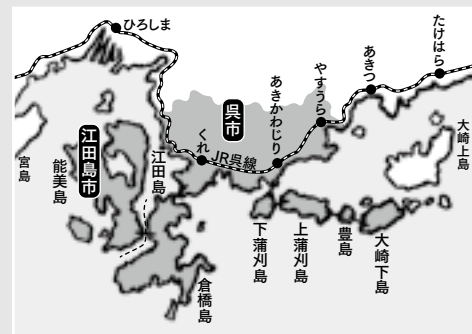 ひろしま
たけはら
あきつ
やすうら
あきかわじり
呉市
くれ
JR呉線
大崎上島
宮島
能美島
江田島市
江田島
倉橋島
下蒲刈島
上蒲刈島
豊島
大崎下島